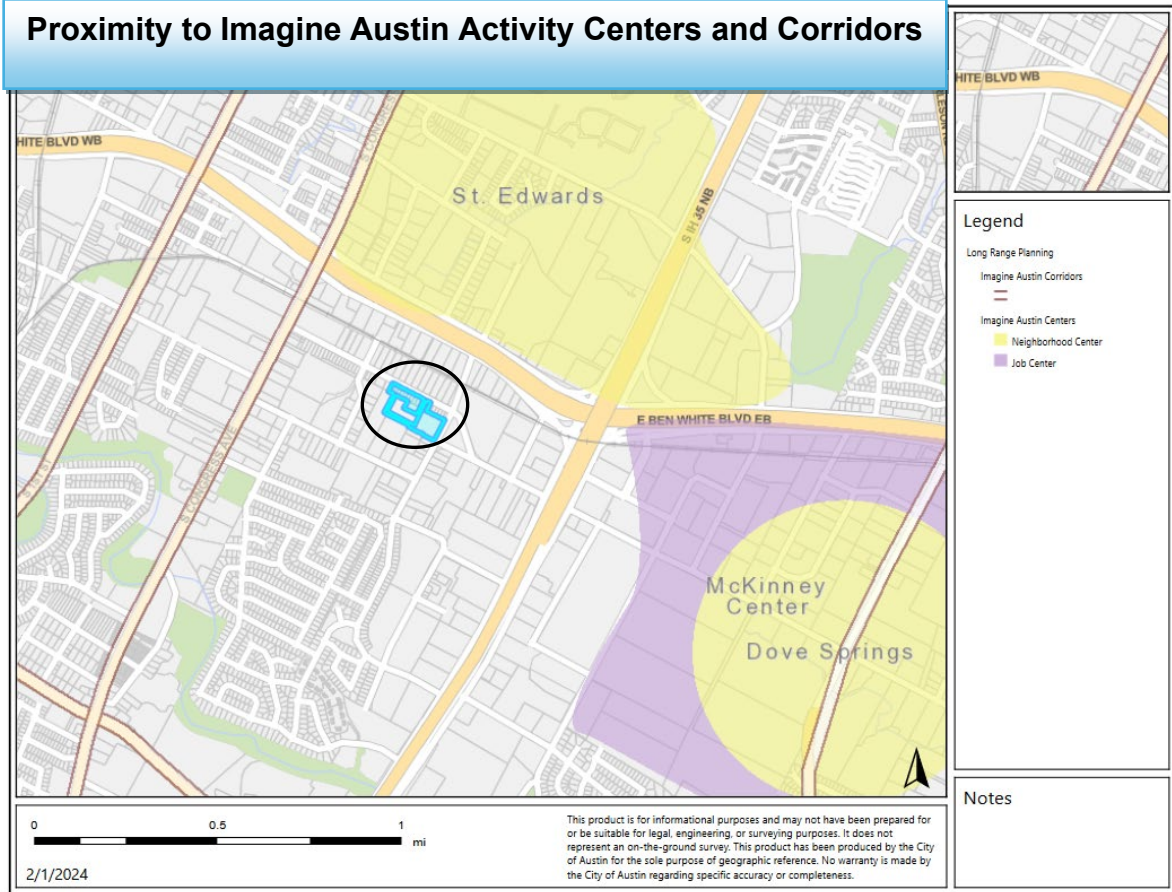 Proximity to Imagine Austin Activity Centers and Corridors
HITE BLVD WB
S CONGRESS
St. Edwards
S IH 35 NB
E BEN WHITE BLVD EB
S 1ST ST
S CONGRESS AVE
McKinney
Center
Dove Springs
HITE BLVD WB
Legend
Long Range Planning
Imagine Austin Corridors
Imagine Austin Centers
Neighborhood Center
Job Center
Notes
0 0.5 1
mi
2/1/2024
This product is for informational purposes and may not have been prepared for
or be suitable for legal, engineering, or surveying purposes. It does not
represent an on-the-ground survey. This product has been produced by the City
of Austin for the sole purpose of geographic reference. No warranty is made by
the City of Austin regarding specific accuracy or completeness.